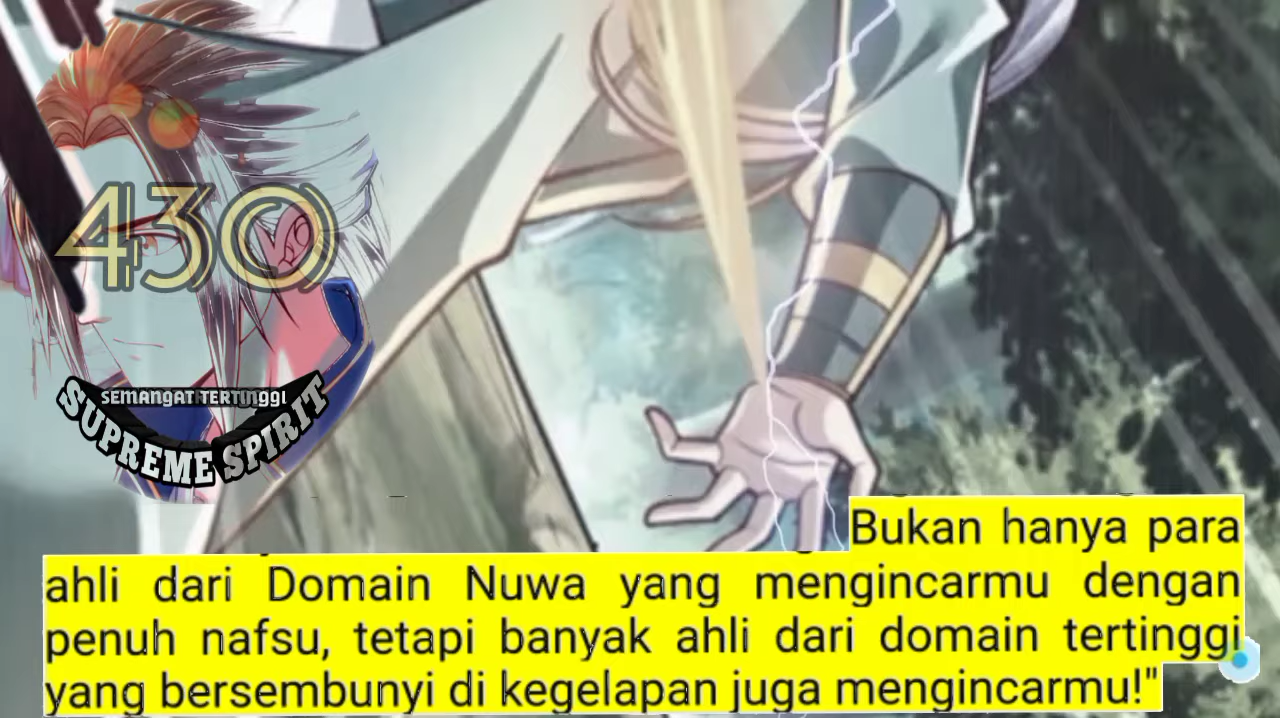 430
SEMANGAT TERTINGGI
SUPREME SPIRIT
Bukan hanya para
ahli dari Domain Nuwa yang mengincarmu dengan
penuh nafsu, tetapi banyak ahli dari domain tertinggi
yang bersembunyi di kegelapan juga mengincarmu!"